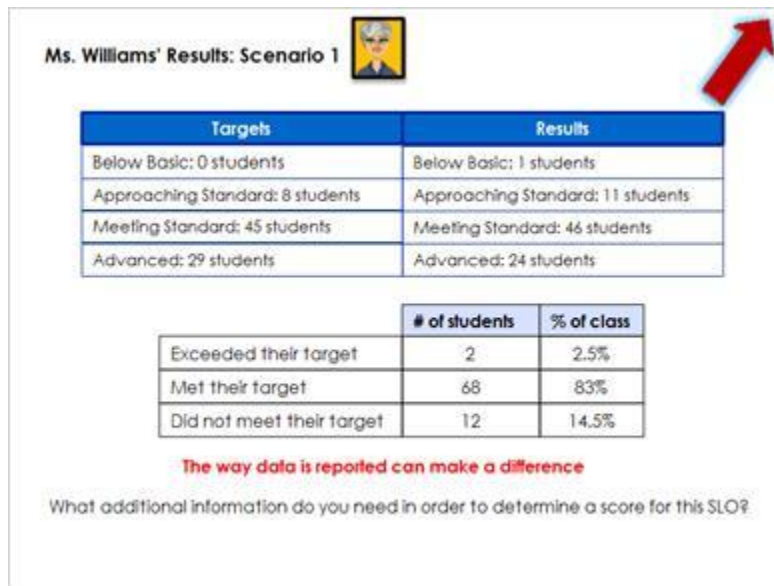 Ms. Williams' Results: Scenario 1
Targets Results
Below Basic: 0 students Below Basic: 1 students
Approaching Standard: 8 students Approaching Standard: 11 students
Meeting Standard: 45 students Meeting Standard: 46 students
Advanced: 29 students Advanced: 24 students
# of students % of class
Exceeded their target 2 2.5%
Met their target 68 83%
Did not meet their target 12 14.5%
The way data is reported can make a difference
What additional information do you need in order to determine a score for this SLO?